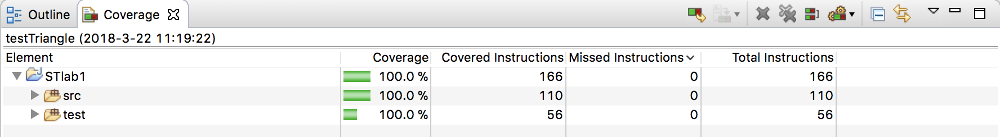 Outline Coverage
testTriangle (2018-3-22 11:19:22)
Element Coverage Covered Instructions Missed Instructions Total Instructions
STlab1 100.0 % 166 0 166
src 100.0 % 110 0 110
test 100.0 % 56 0 56